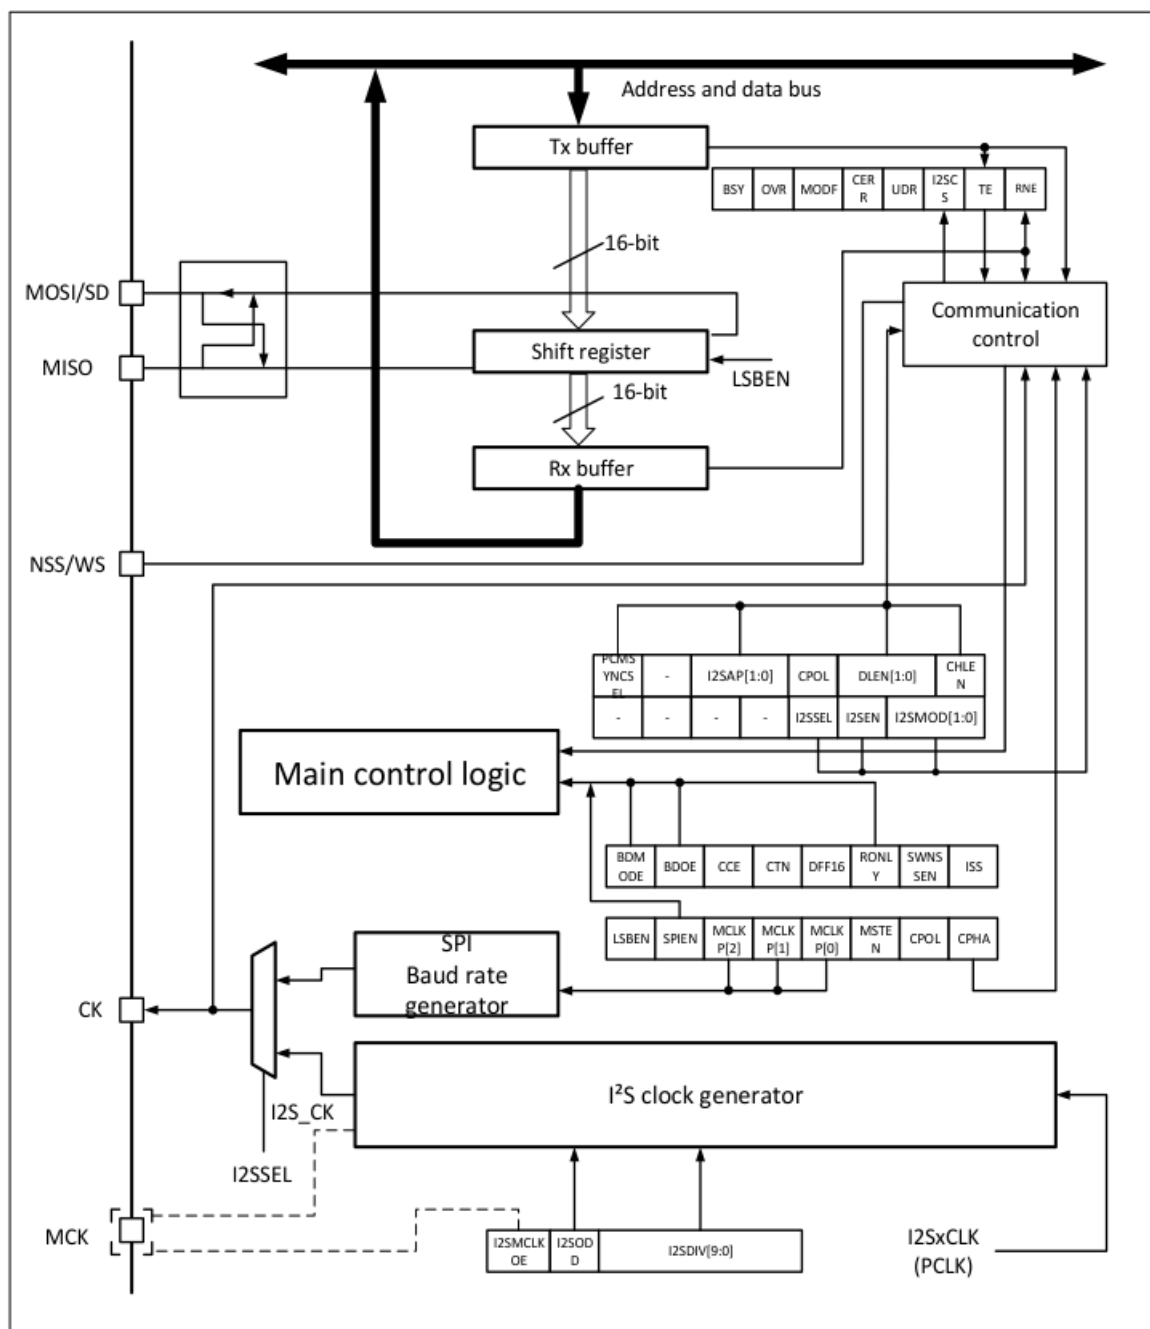 Address and data bus
Tx buffer
BSY
OVR
MODF
CER
R
UDR
I2SC
S
TE
RNE
16-bit
MOSI/SD
Communication
control
Shift register
MISO
LSBEN
16-bit
Rx buffer
NSS/WS
PCMS
YNCS
EL
-
I2SAP[1:0]
CPOL
DLEN[1:0]
CHLE
N
-
-
-
-
I2SSEL
I2SEN
I2SMOD[1:0]
Main control logic
BDM
ODE
BDOE
CCE
CTN
DFF16
RONL
Y
SWNS
SEN
ISS
LSBEN
SPIEN
MCLK
P[2]
MCLK
P[1]
MCLK
P[0]
MSTE
N
CPOL
CPHA
SPI
Baud rate
generator
CK
I²S clock generator
I2S_CK
I2SSEL
MCK
I2SMCLK
OE
I2SOD
D
I2SDIV[9:0]
I2SxCLK
(PCLK)